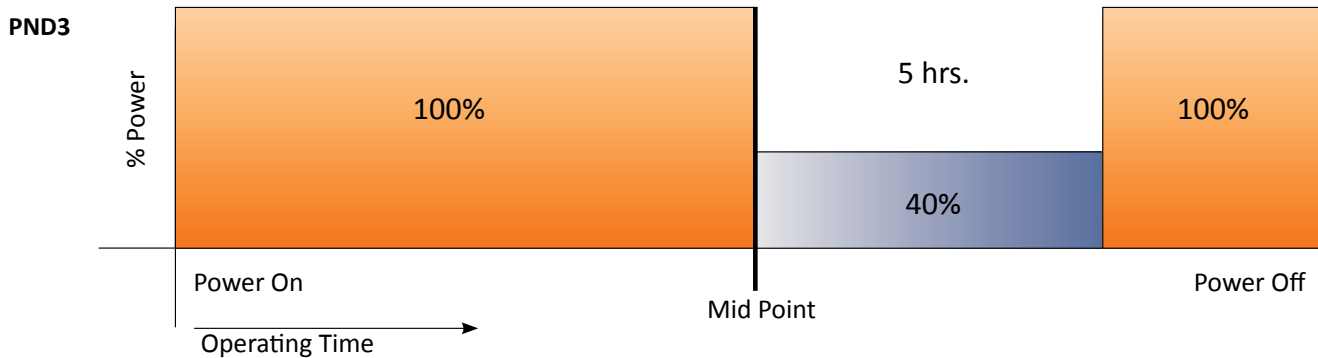 PND3
% Power
100%
5 hrs.
40%
100%
Power On
Mid Point
Power Off
Operating Time